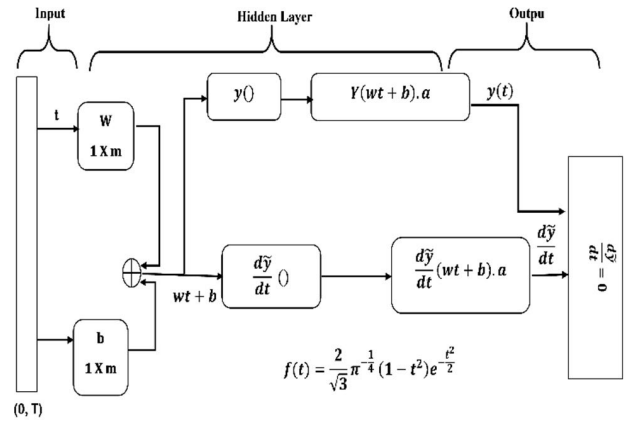 Input
Hidden Layer
Outpu
t
W
1 X m
y()
Y(wt + b). a
y(t)
wt + b
dỹ/dt ()
dỹ/dt (wt + b). a
dỹ/dt
dỹ/dt = 0
b
1 X m
f(t) = 2/√3 π^(-1/4) (1 − t²)e^(-t²/2)
(0, T)